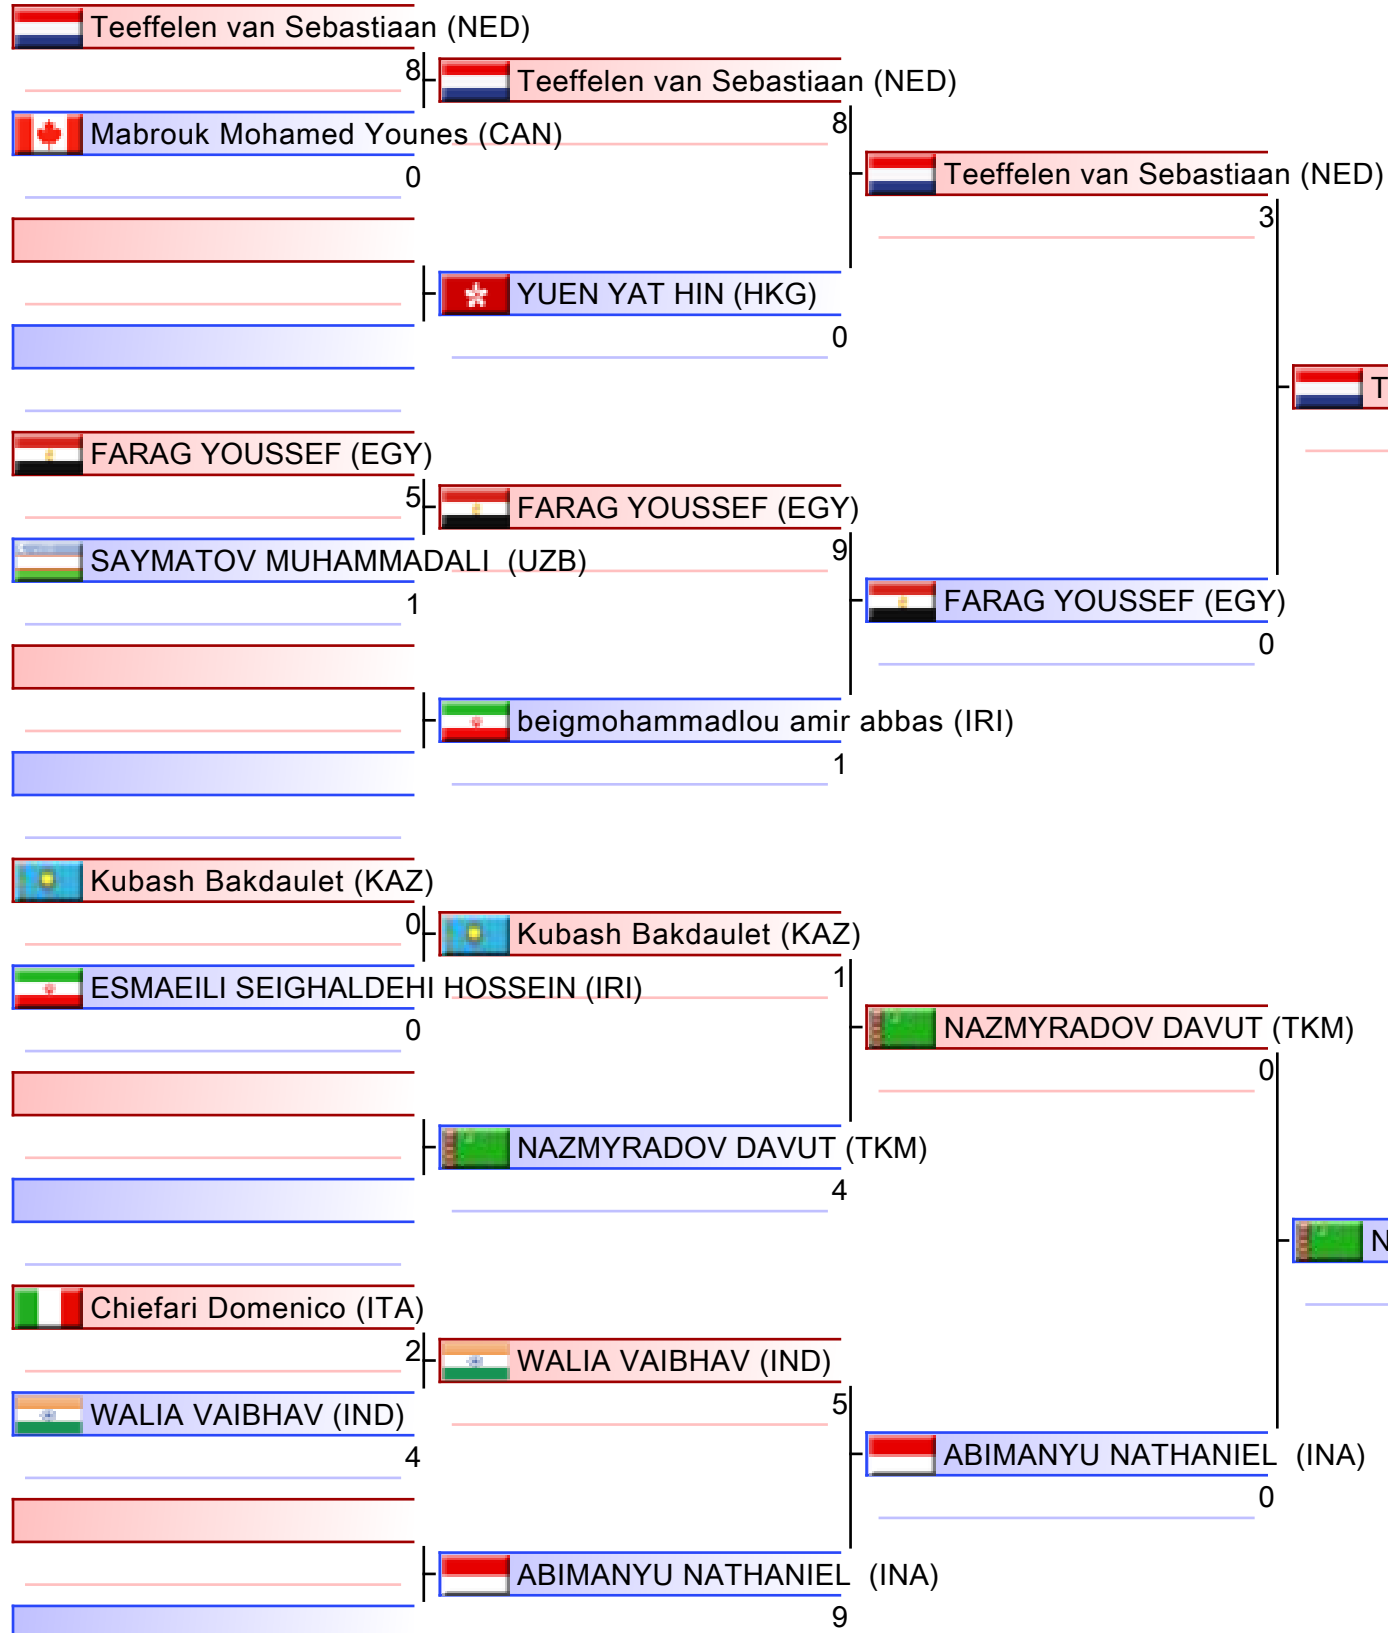 Teeffelen van Sebastiaan (NED)
8
Teeffelen van Sebastiaan (NED)
8
Mabrouk Mohamed Younes (CAN)
0
Teeffelen van Sebastiaan (NED)
3
YUEN YAT HIN (HKG)
0
T
FARAG YOUSSEF (EGY)
5
FARAG YOUSSEF (EGY)
9
SAYMATOV MUHAMMADALI (UZB)
1
FARAG YOUSSEF (EGY)
0
beigmohammadlou amir abbas (IRI)
1
Kubash Bakdaulet (KAZ)
0
Kubash Bakdaulet (KAZ)
1
ESMAEILI SEIGHALDEHI HOSSEIN (IRI)
0
NAZMYRADOV DAVUT (TKM)
0
NAZMYRADOV DAVUT (TKM)
4
N
Chiefari Domenico (ITA)
2
WALIA VAIBHAV (IND)
5
WALIA VAIBHAV (IND)
4
ABIMANYU NATHANIEL (INA)
0
ABIMANYU NATHANIEL (INA)
9